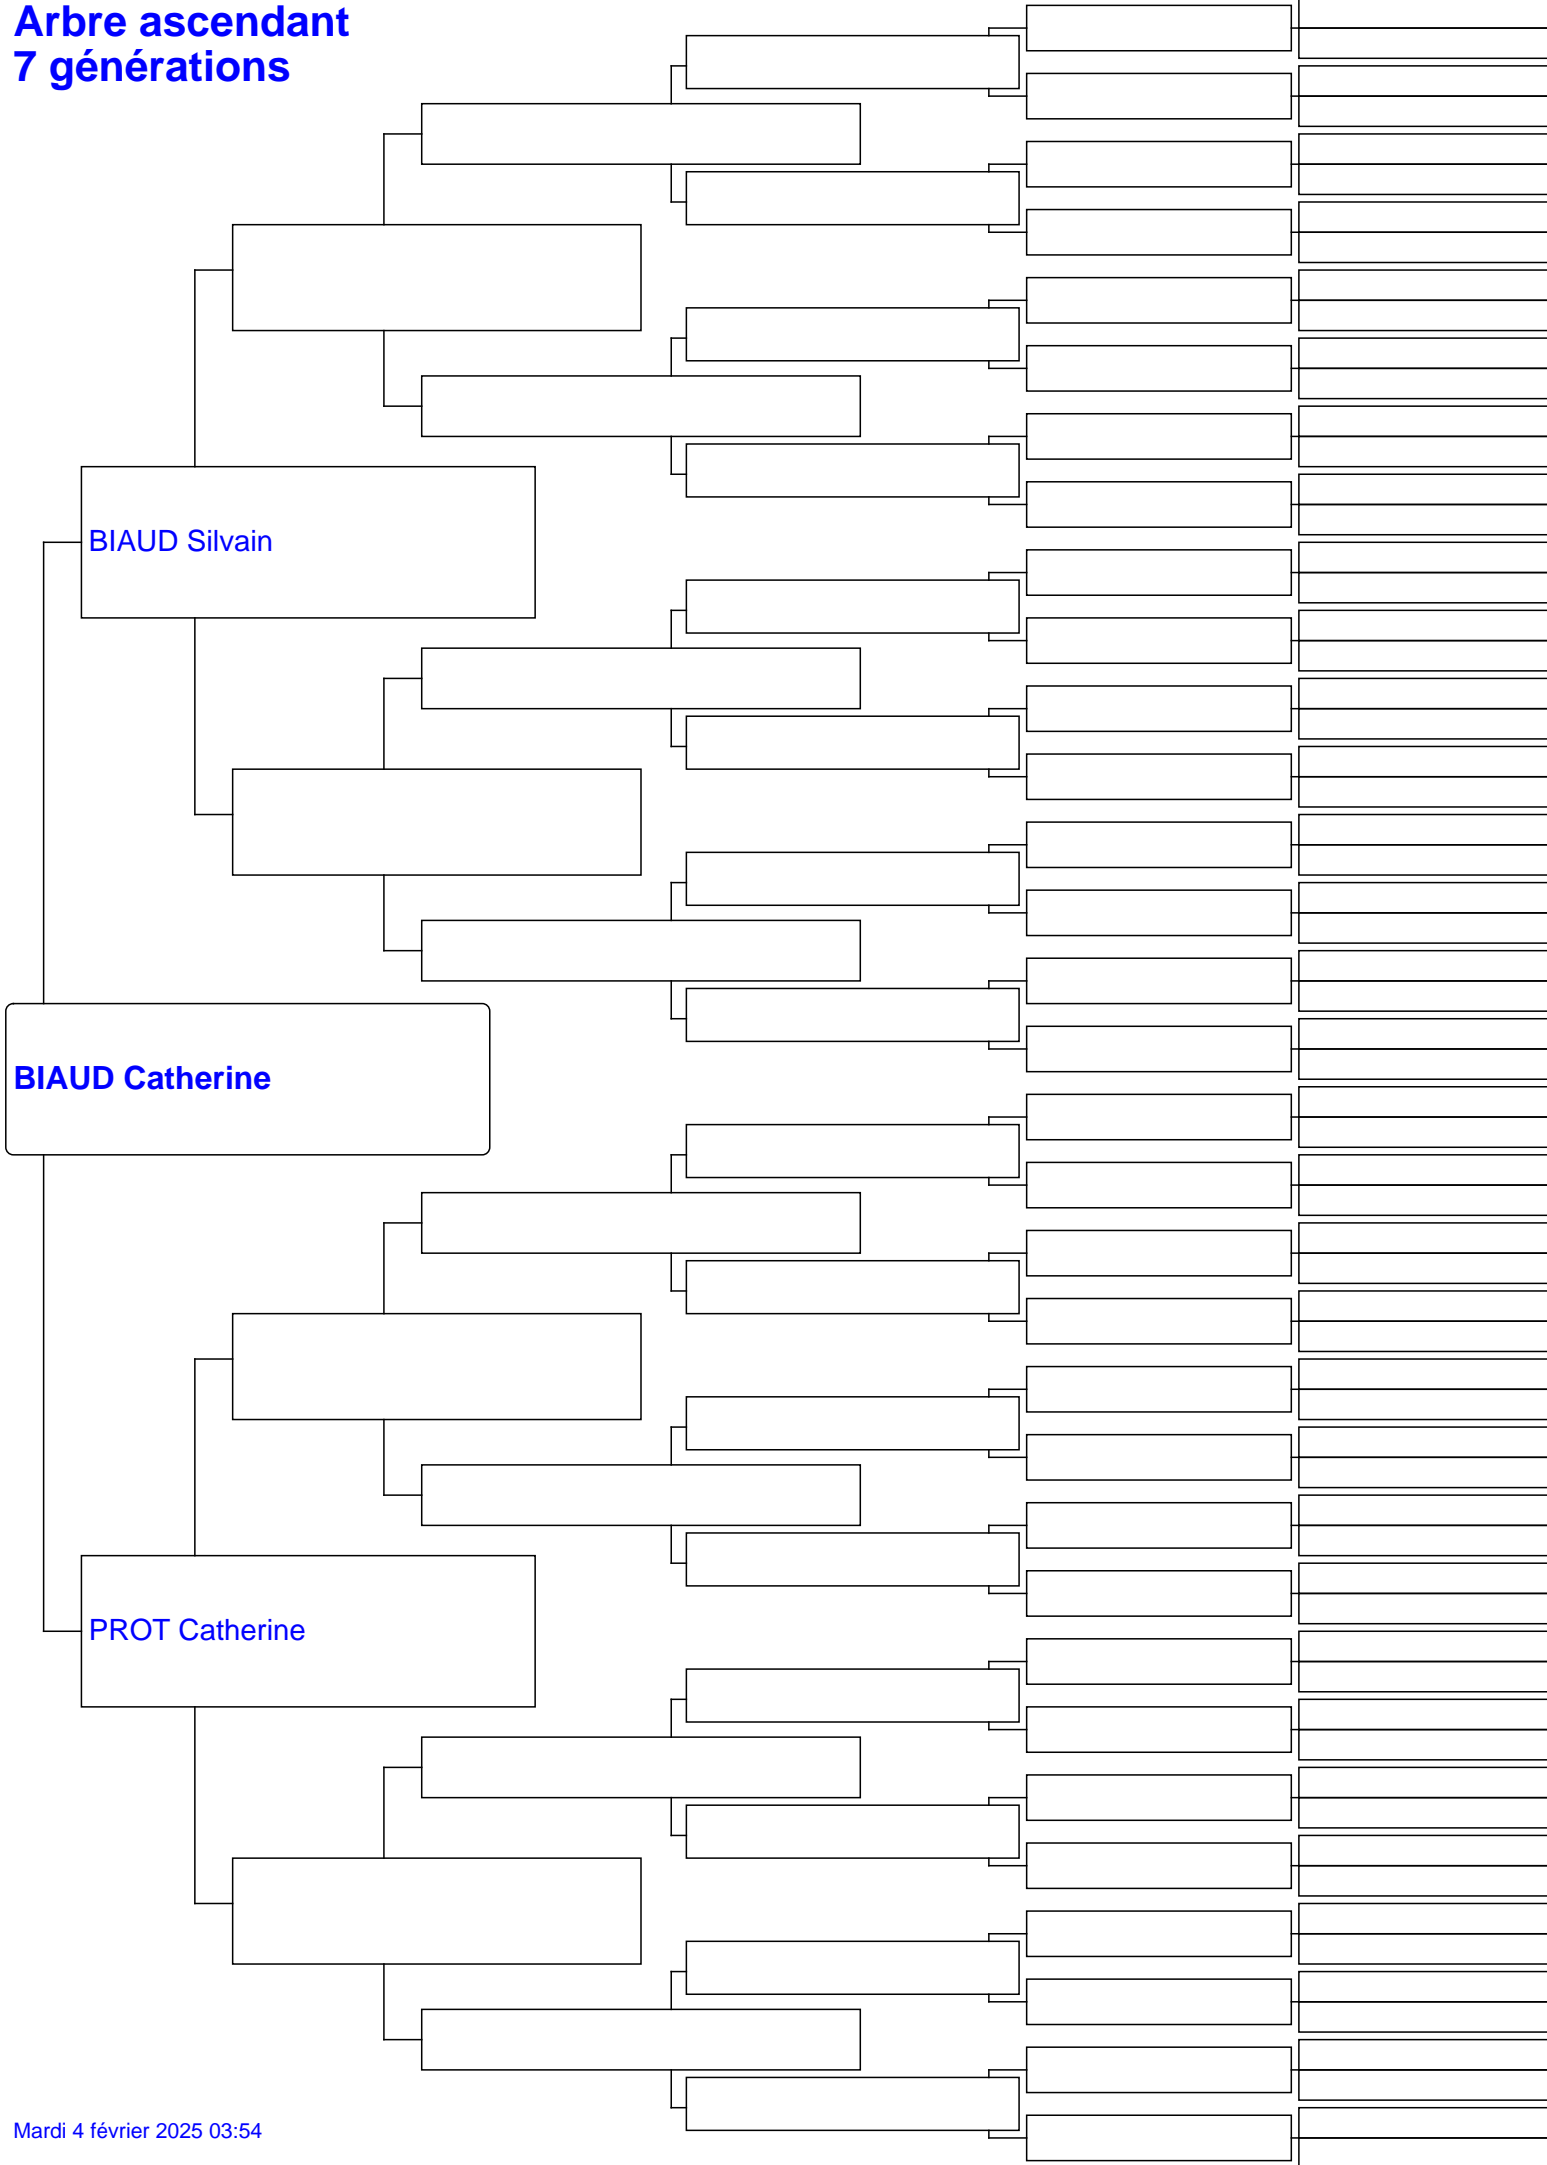 Arbre ascendant
7 générations
BIAUD Silvain
BIAUD Catherine
PROT Catherine
Mardi 4 février 2025 03:54